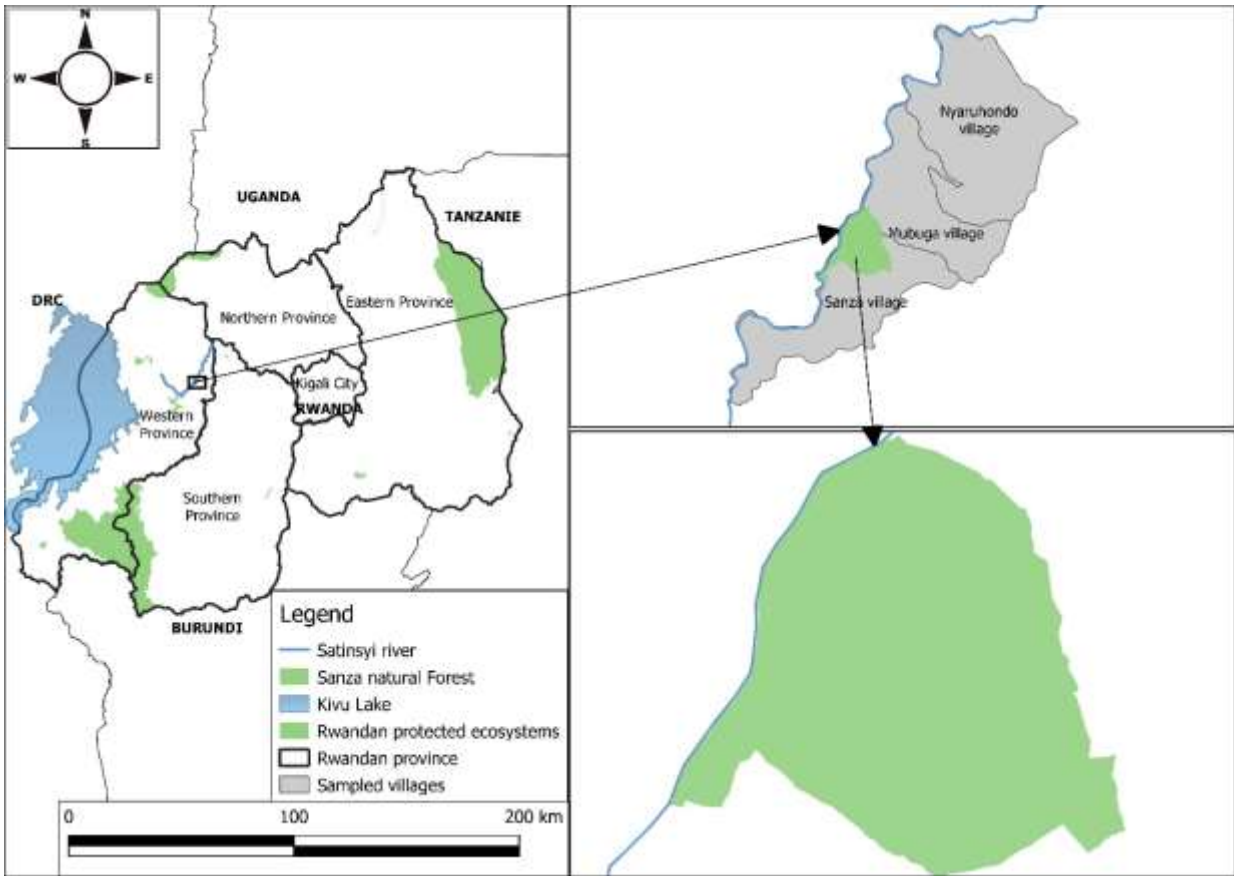 N
W
E
S
UGANDA
TANZANIE
DRC
Eastern Province
Northern Province
Kigali City
RWANDA
Western
Province
Southern
Province
BURUNDI
Legend
Satinsyi river
Sanza natural Forest
Kivu Lake
Rwandan protected ecosystems
Rwandan province
Sampled villages
0
100
200 km
Nyaruhondo
village
Mubuga village
Sanza village